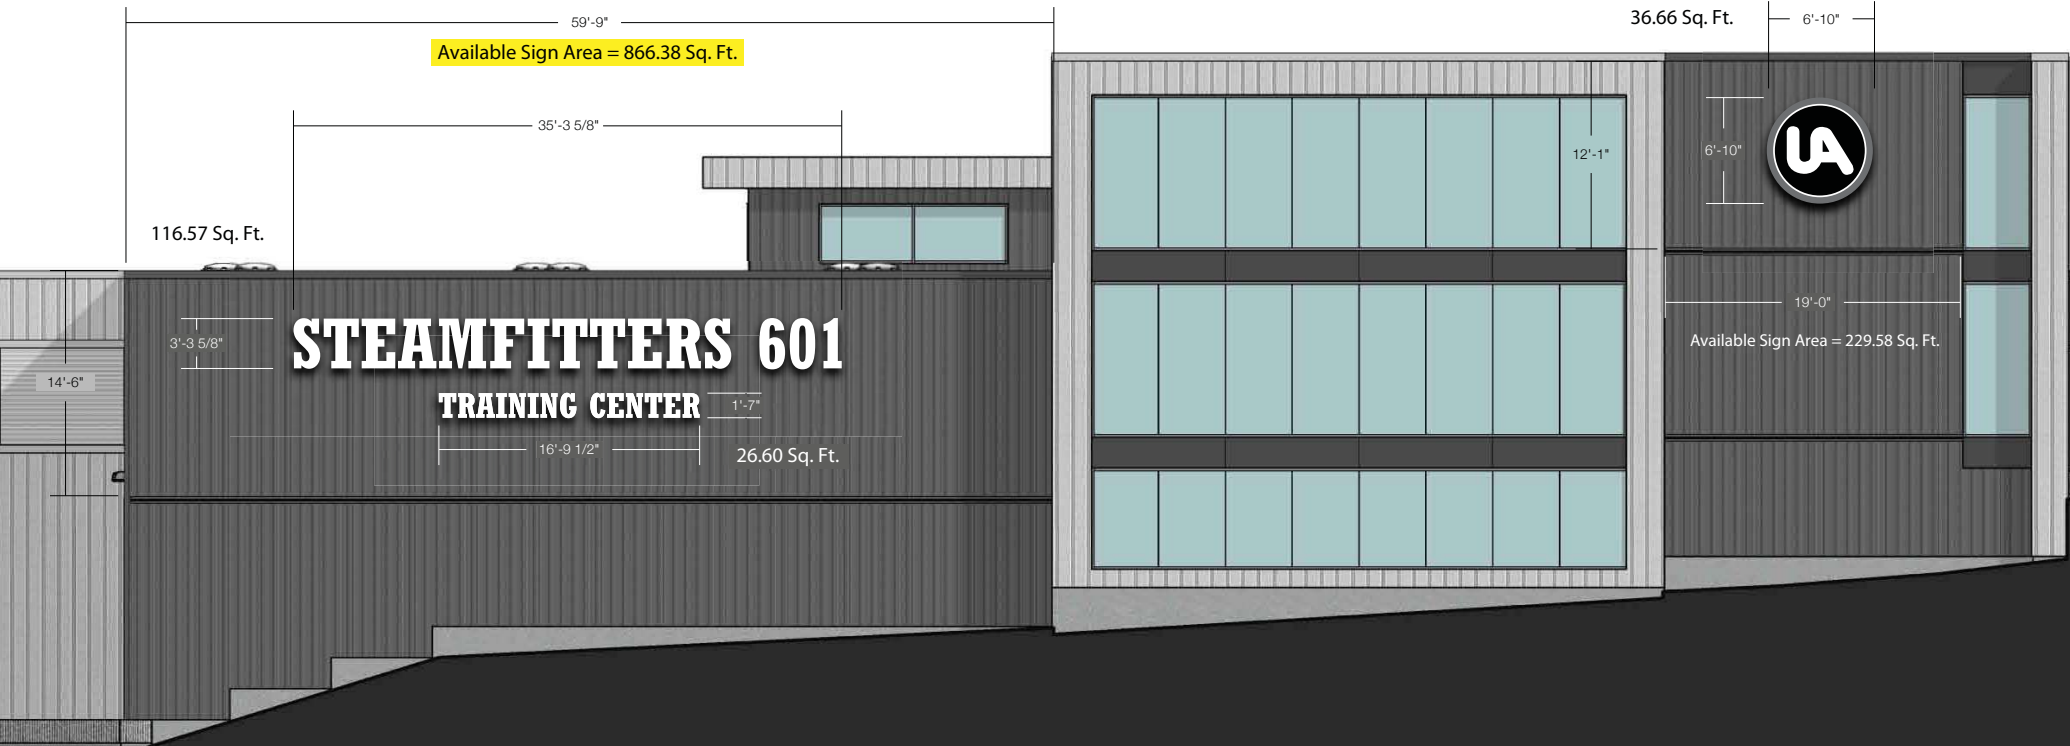 59'-9"
Available Sign Area = 866.38 Sq. Ft.
36.66 Sq. Ft.
6'-10"
35'-3 5/8"
6'-10"
UA
12'-1"
116.57 Sq. Ft.
19'-0"
Available Sign Area = 229.58 Sq. Ft.
3'-3 5/8"
STEAMFITTERS 601
14'-6"
TRAINING CENTER
1'-7"
16'-9 1/2"
26.60 Sq. Ft.